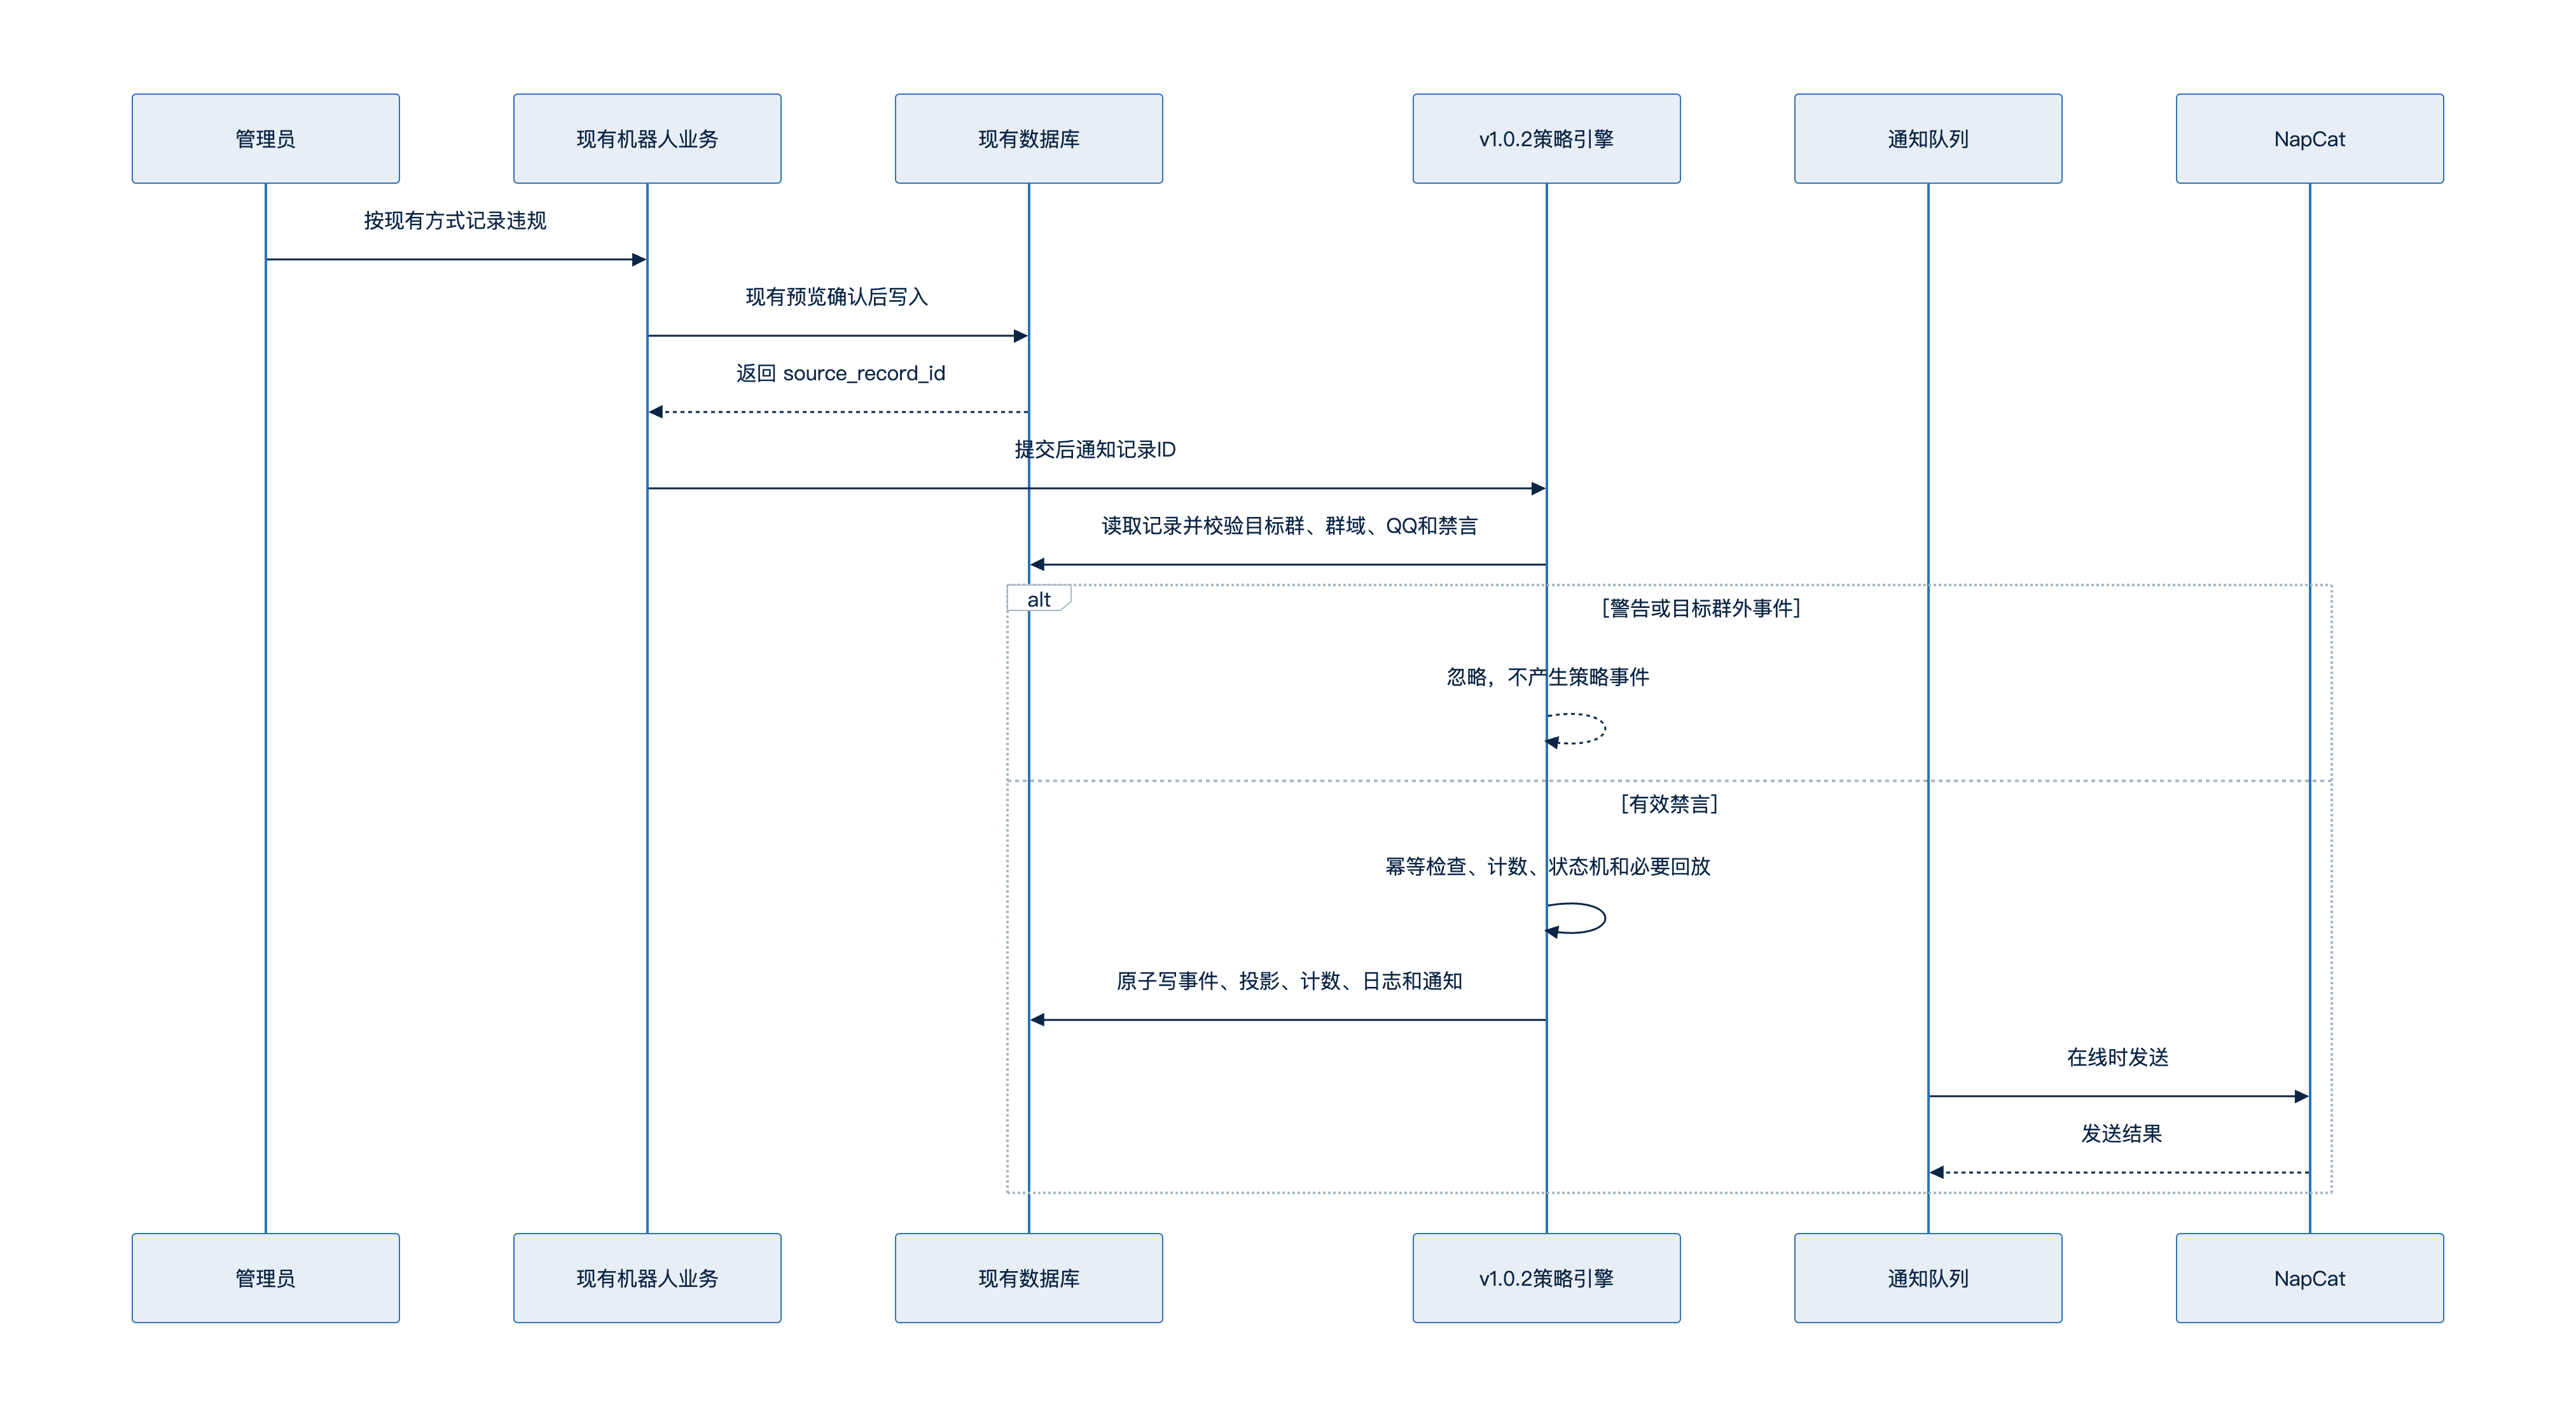 管理员
现有机器人业务
现有数据库
v1.0.2策略引擎
通知队列
NapCat
按现有方式记录违规
现有预览确认后写入
返回 source_record_id
提交后通知记录ID
读取记录并校验目标群、群域、QQ和禁言
alt
[警告或目标群外事件]
忽略，不产生策略事件
[有效禁言]
幂等检查、计数、状态机和必要回放
原子写事件、投影、计数、日志和通知
在线时发送
发送结果
管理员
现有机器人业务
现有数据库
v1.0.2策略引擎
通知队列
NapCat